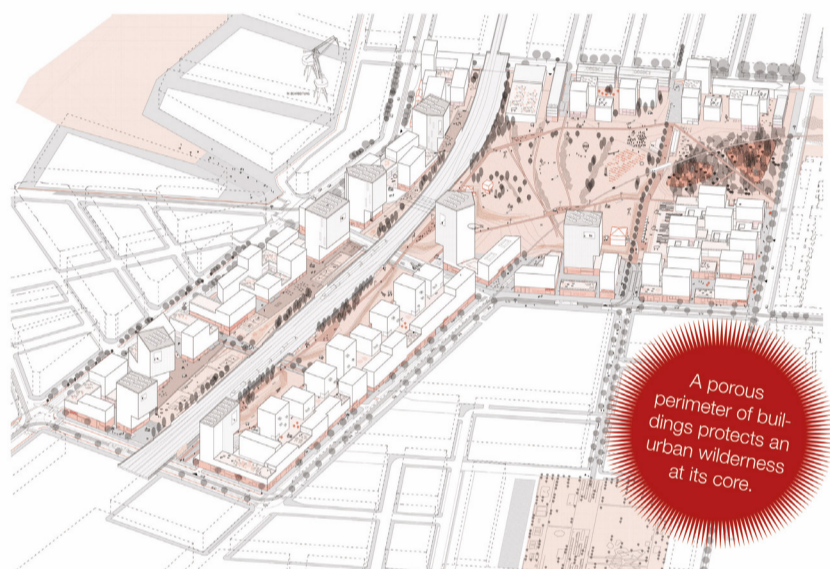 A porous
perimeter of buil-
dings protects an
urban wilderness
at its core.